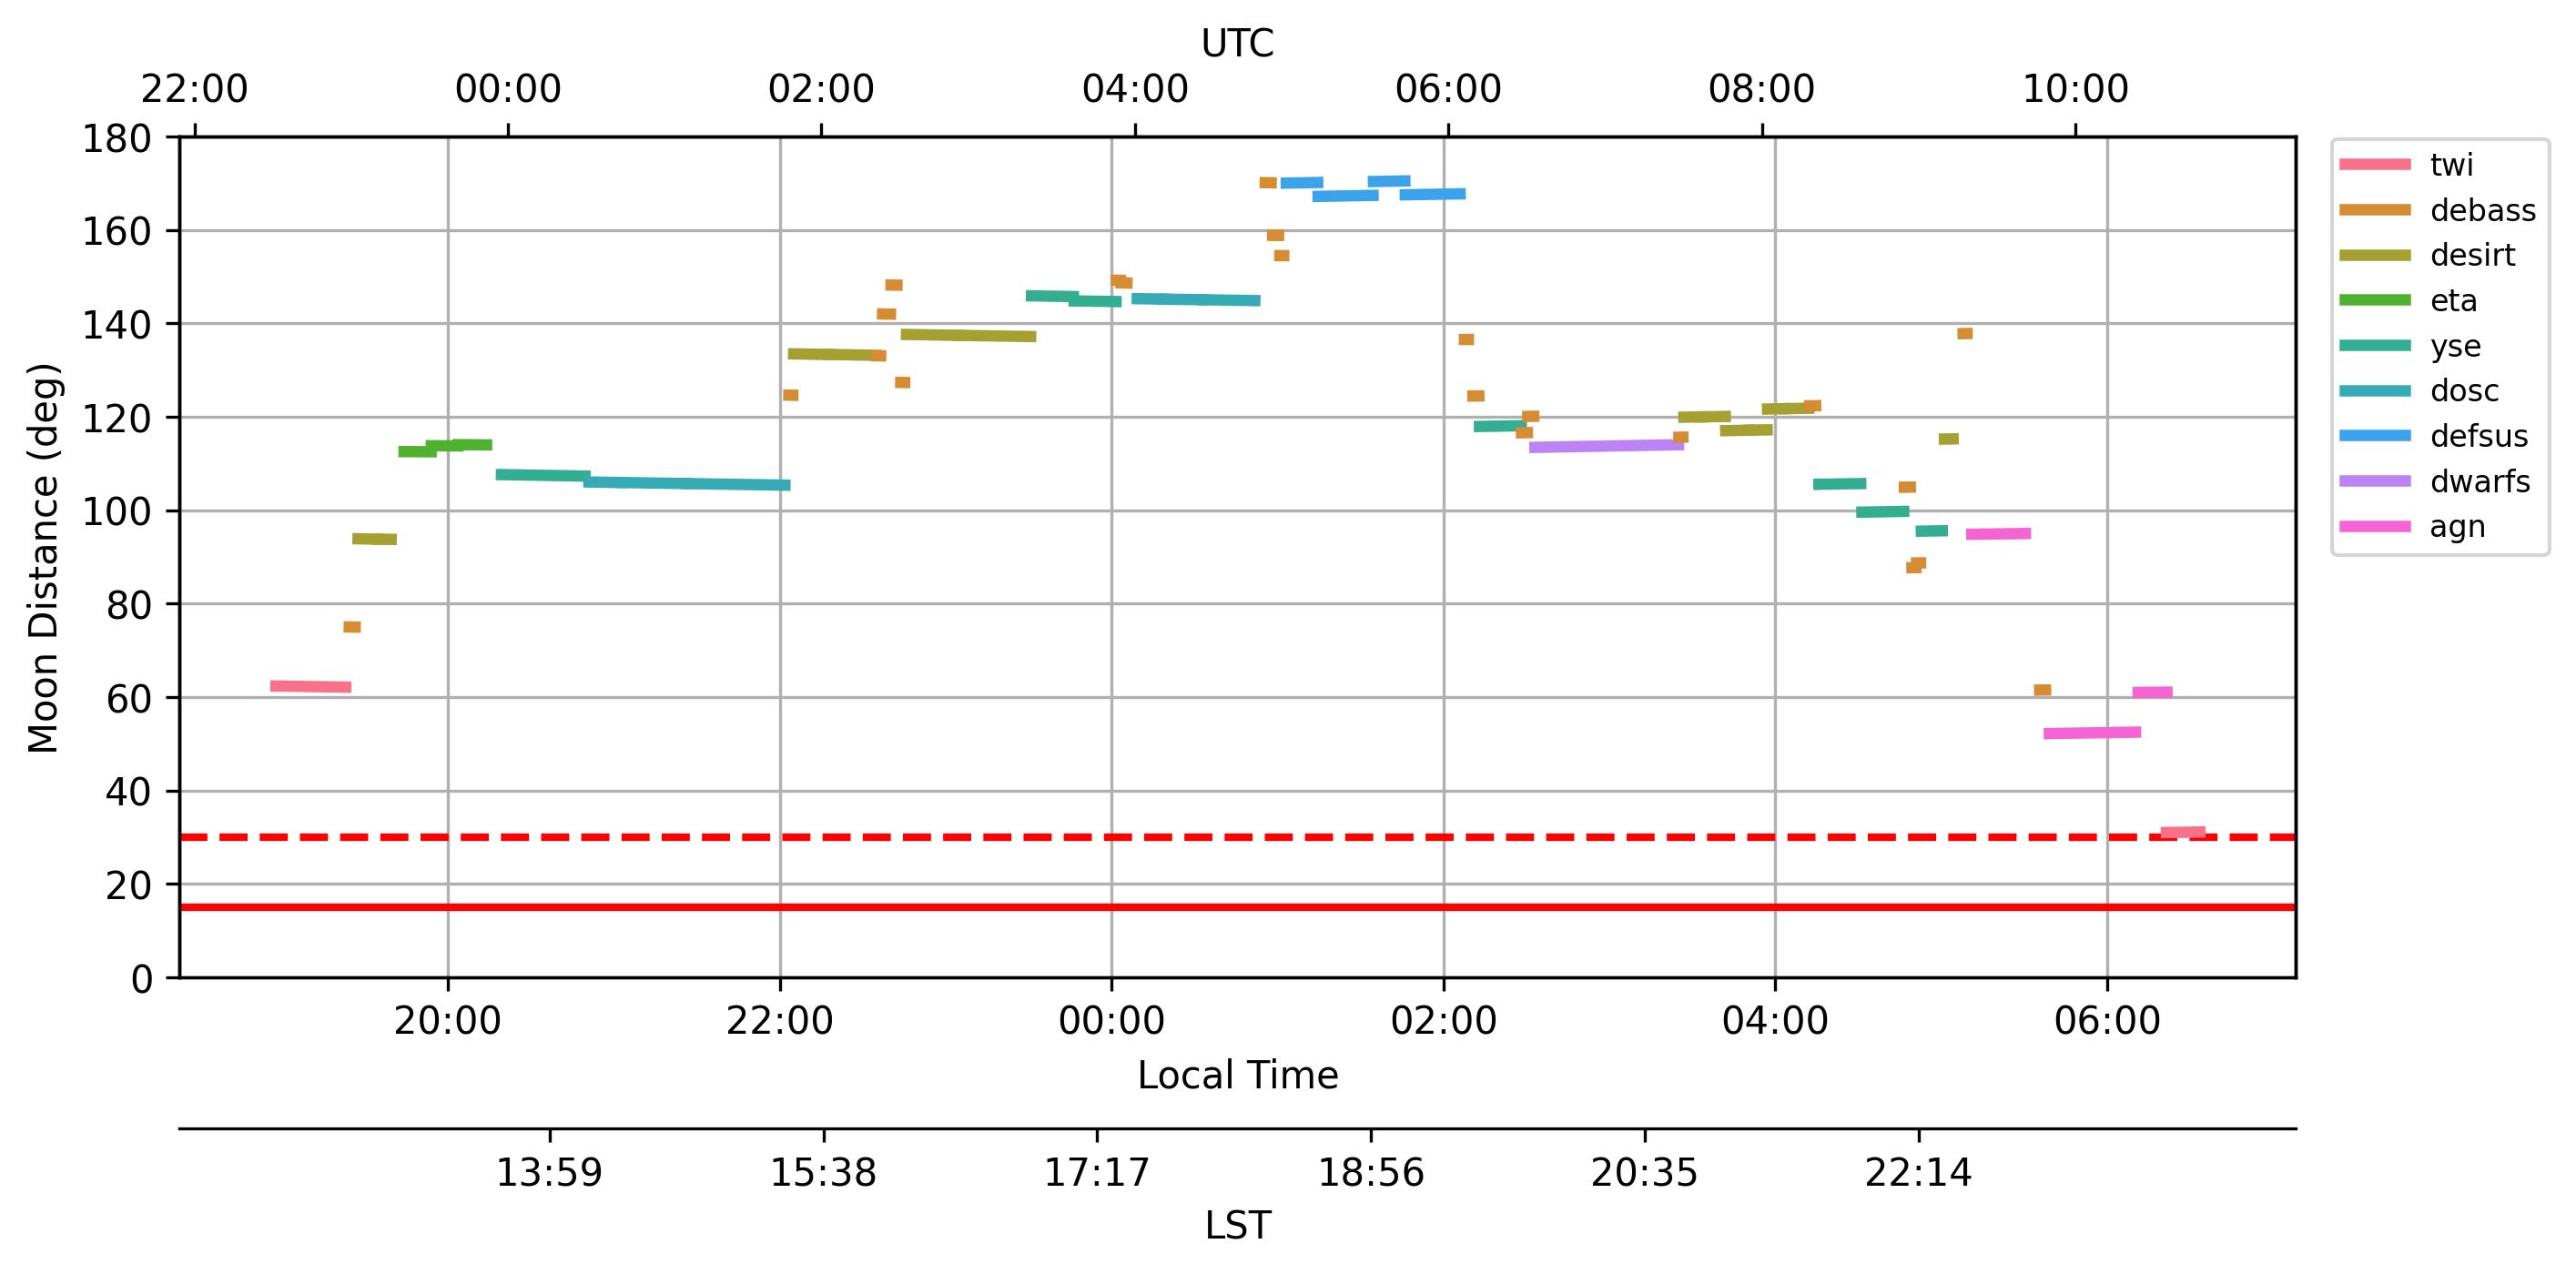 UTC
22:00 00:00 02:00 04:00 06:00 08:00 10:00
180
160
140
120
100
80
60
40
20
0
Moon Distance (deg)
twi
debass
desirt
eta
yse
dosc
defsus
dwarfs
agn
20:00 22:00 00:00 02:00 04:00 06:00
Local Time
13:59 15:38 17:17 18:56 20:35 22:14
LST